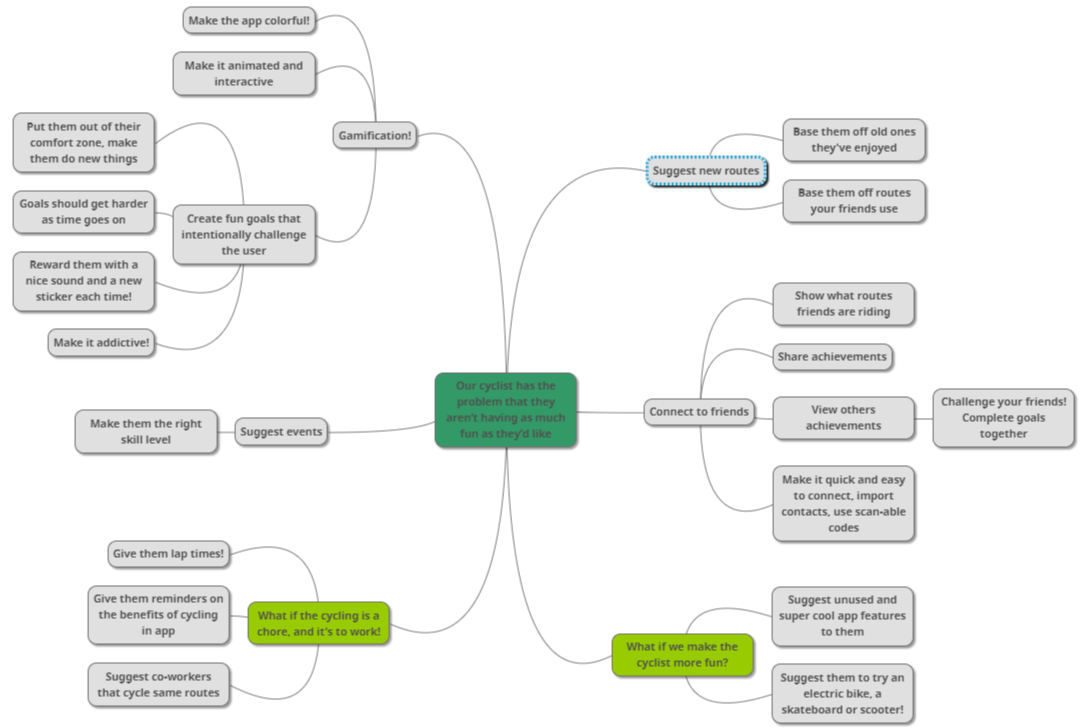 Make the app colorful!
Make it animated and
interactive
Gamification!
Put them out of their
comfort zone, make
them do new things
Goals should get harder
as time goes on
Create fun goals that
intentionally challenge
the user
Reward them with a
nice sound and a new
sticker each time!
Make it addictive!
Suggest new routes
Base them off old ones
they've enjoyed
Base them off routes
your friends use
Our cyclist has the
problem that they
aren't having as much
fun as they'd like
Connect to friends
Show what routes
friends are riding
Share achievements
View others
achievements
Challenge your friends!
Complete goals
together
Make it quick and easy
to connect, import
contacts, use scan-able
codes
Make them the right
skill level
Suggest events
Give them lap times!
Give them reminders on
the benefits of cycling
in app
Suggest co-workers
that cycle same routes
What if the cycling is a
chore, and it's to work!
What if we make the
cyclist more fun?
Suggest unused and
super cool app features
to them
Suggest them to try an
electric bike, a
skateboard or scooter!